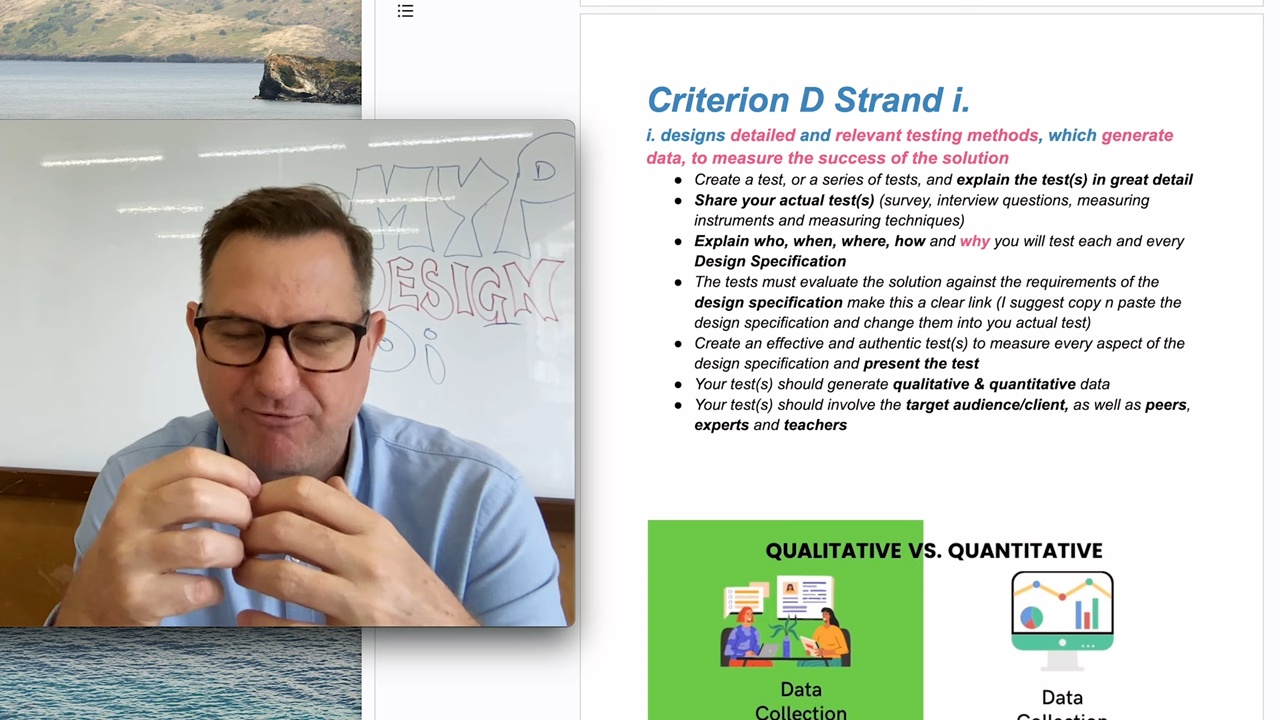 MYP
DESIGN
Di
Criterion D Strand i.
i. designs detailed and relevant testing methods, which generate
data, to measure the success of the solution
● Create a test, or a series of tests, and explain the test(s) in great detail
● Share your actual test(s) (survey, interview questions, measuring
instruments and measuring techniques)
● Explain who, when, where, how and why you will test each and every
Design Specification
● The tests must evaluate the solution against the requirements of the
design specification make this a clear link (I suggest copy n paste the
design specification and change them into you actual test)
● Create an effective and authentic test(s) to measure every aspect of the
design specification and present the test
● Your test(s) should generate qualitative & quantitative data
● Your test(s) should involve the target audience/client, as well as peers,
experts and teachers
QUALITATIVE VS. QUANTITATIVE
Data
Collection
Data
Collection